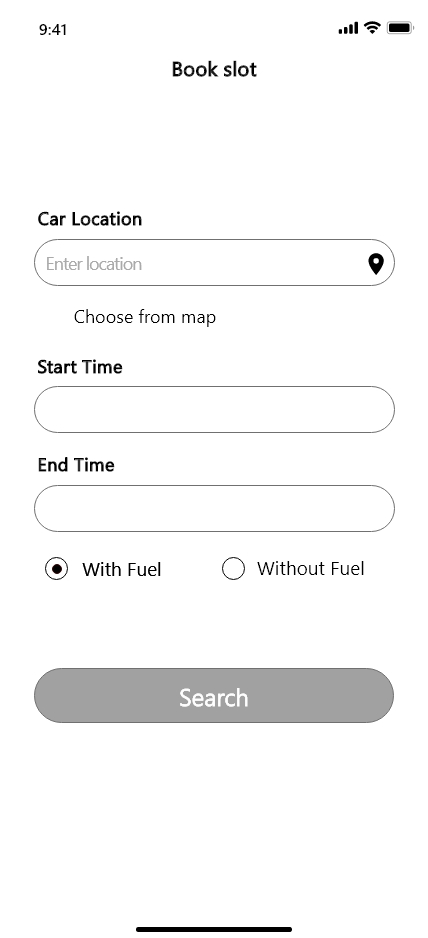 9:41
Book slot
Car Location
Enter location
Choose from map
Start Time
End Time
With Fuel
Without Fuel
Search